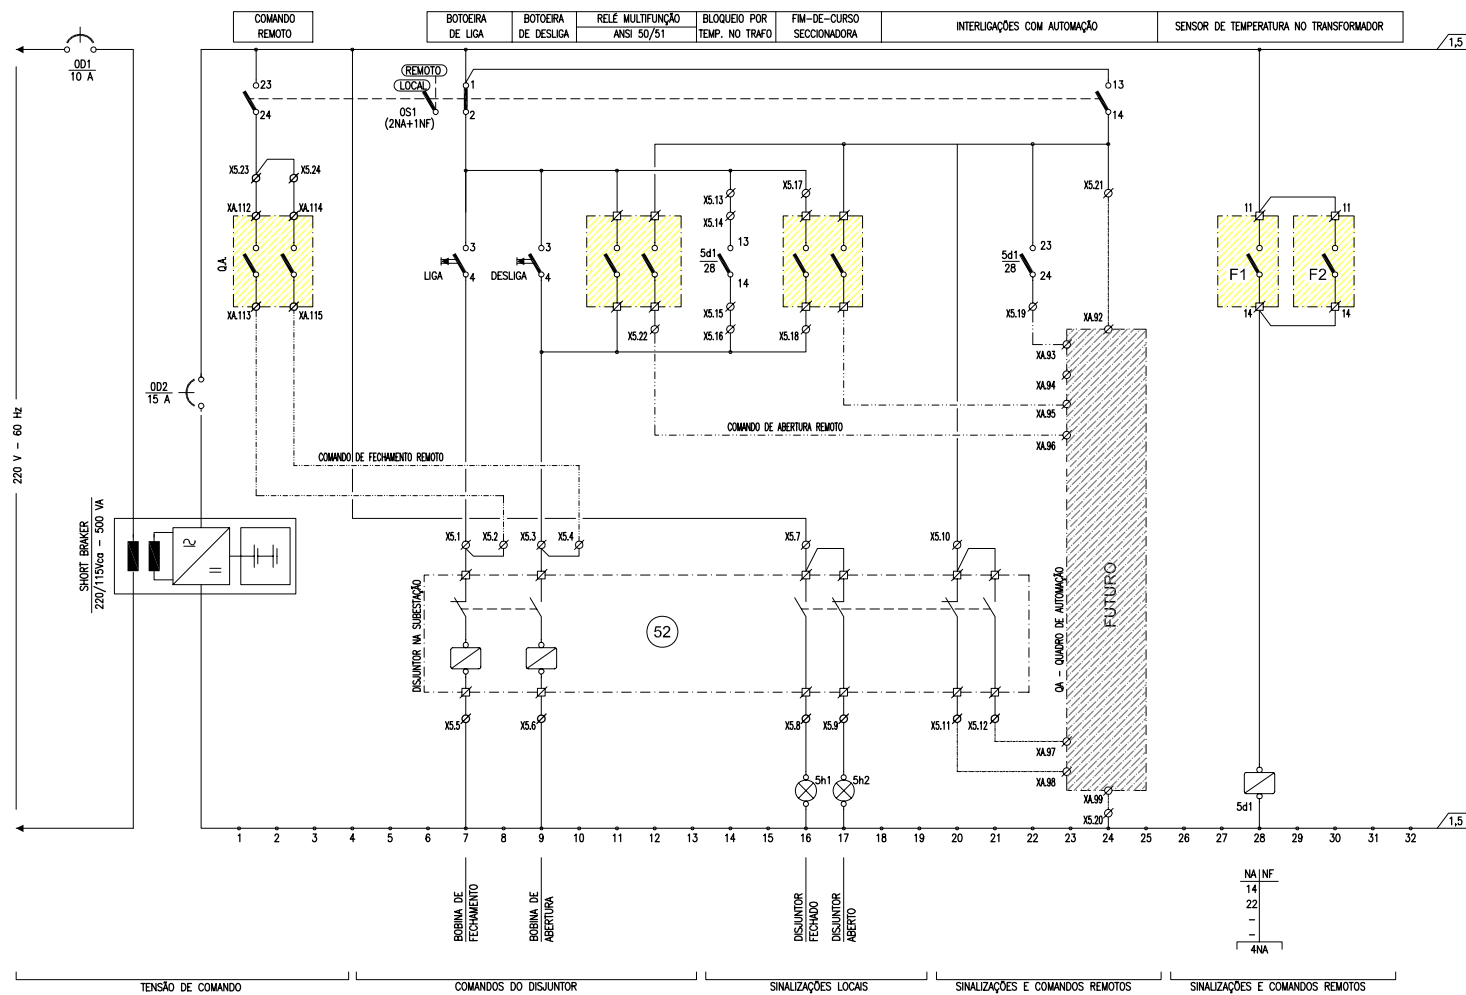 COMANDO
REMOTO
BOTOEIRA
DE LIGA
BOTOEIRA
DE DESLIGA
RELÉ MULTIFUNÇÃO
ANSI 50/51
BLOQUEIO POR
TEMP. NO TRAFO
FIM-DE-CURSO
SECCIONADORA
INTERLIGAÇÕES COM AUTOMAÇÃO
SENSOR DE TEMPERATURA NO TRANSFORMADOR
1,5
0D1
10 A
REMOTO
LOCAL
0S1
(2NA+1NF)
23
24
1
2
13
14
X5.23
X5.24
XA.112
XA.114
Q.A.
XA.113
XA.115
3
4
LIGA
3
4
DESLIGA
X5.22
X5.13
X5.14
5d1
28
13
14
X5.15
X5.16
X5.17
X5.18
5d1
28
23
24
X5.19
X5.21
XA.92
XA.93
XA.94
XA.95
XA.96
11
F1
14
11
F2
14
0D2
15 A
220 V - 60 Hz
COMANDO DE ABERTURA REMOTO
COMANDO DE FECHAMENTO REMOTO
SHORT BRAKER
220/115Vca - 500 VA
X5.1
X5.2
X5.3
X5.4
X5.7
X5.10
DISJUNTOR NA SUBESTAÇÃO
52
QA - QUADRO DE AUTOMAÇÃO
FUTURO
X5.5
X5.6
X5.8
X5.9
X5.11
X5.12
XA.97
XA.98
XA.99
X5.20
5h1
5h2
5d1
1,5
1 2 3 4 5 6 7 8 9 10 11 12 13 14 15 16 17 18 19 20 21 22 23 24 25 26 27 28 29 30 31 32
BOBINA DE
FECHAMENTO
BOBINA DE
ABERTURA
DISJUNTOR
FECHADO
DISJUNTOR
ABERTO
NA NF
14
22
-
-
4NA
TENSÃO DE COMANDO
COMANDOS DO DISJUNTOR
SINALIZAÇÕES LOCAIS
SINALIZAÇÕES E COMANDOS REMOTOS
SINALIZAÇÕES E COMANDOS REMOTOS